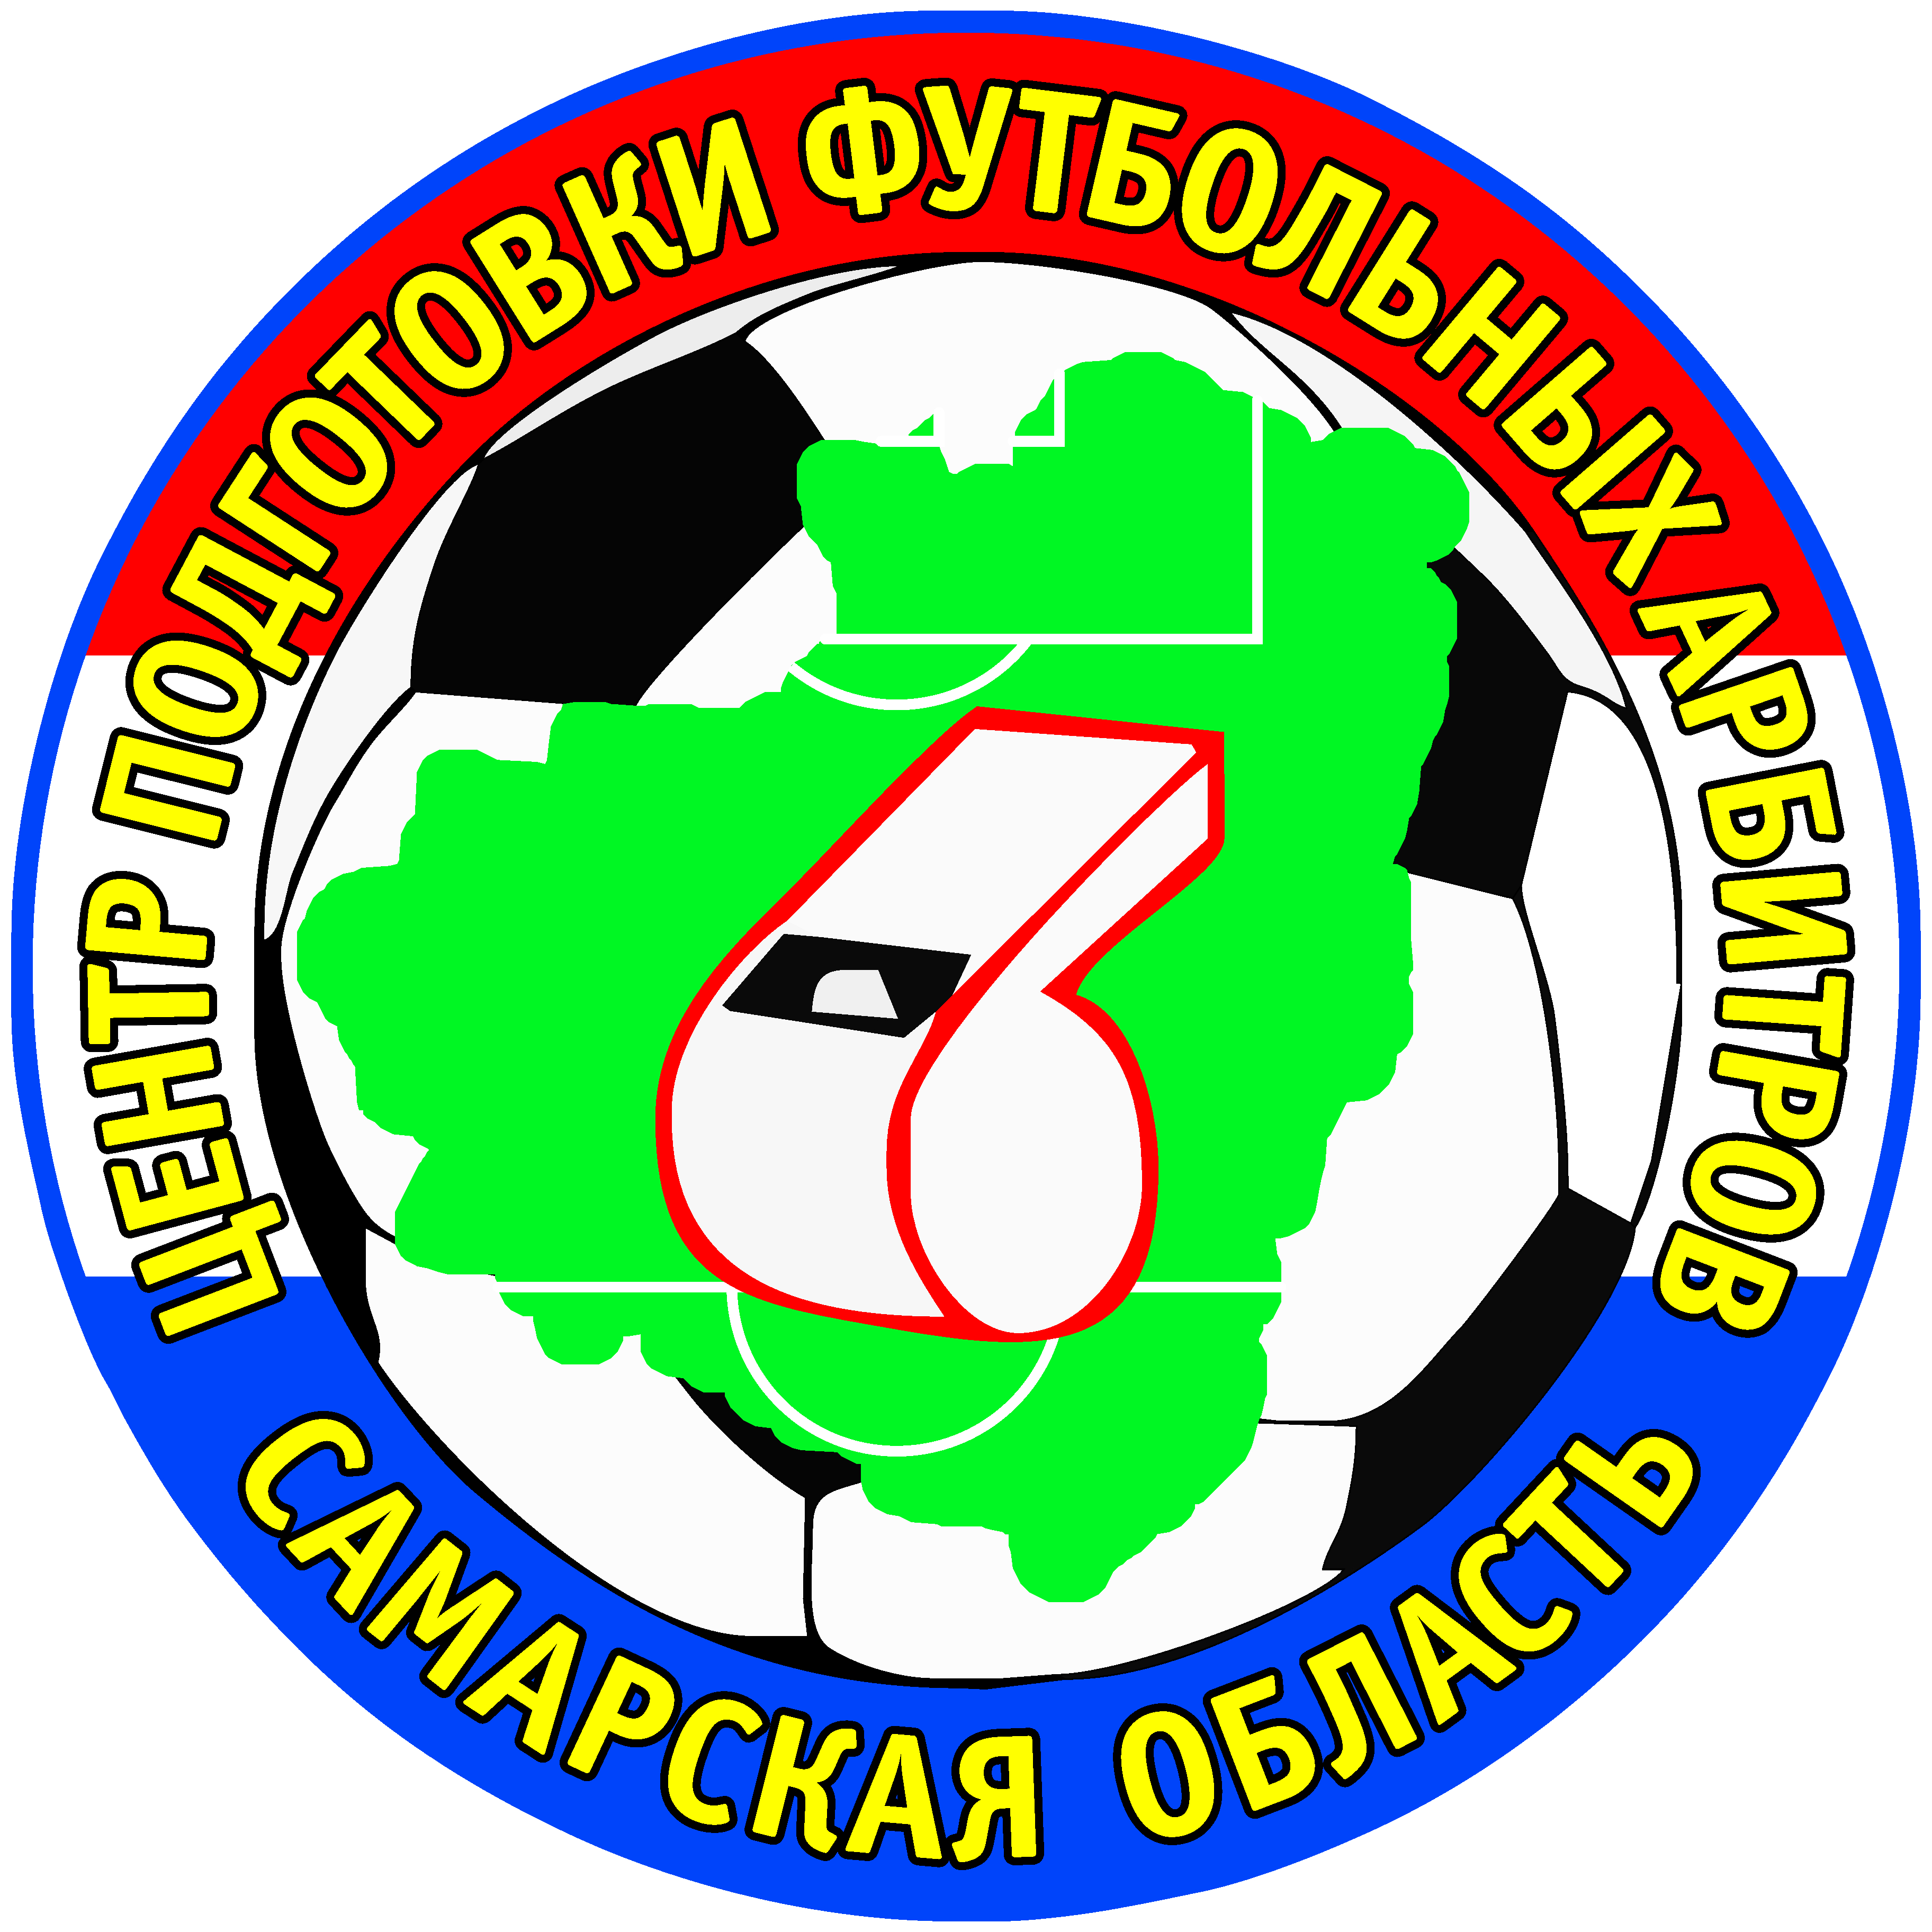 ЦЕНТР ПОДГОТОВКИ ФУТБОЛЬНЫХ АРБИТРОВ
САМАРСКАЯ ОБЛАСТЬ